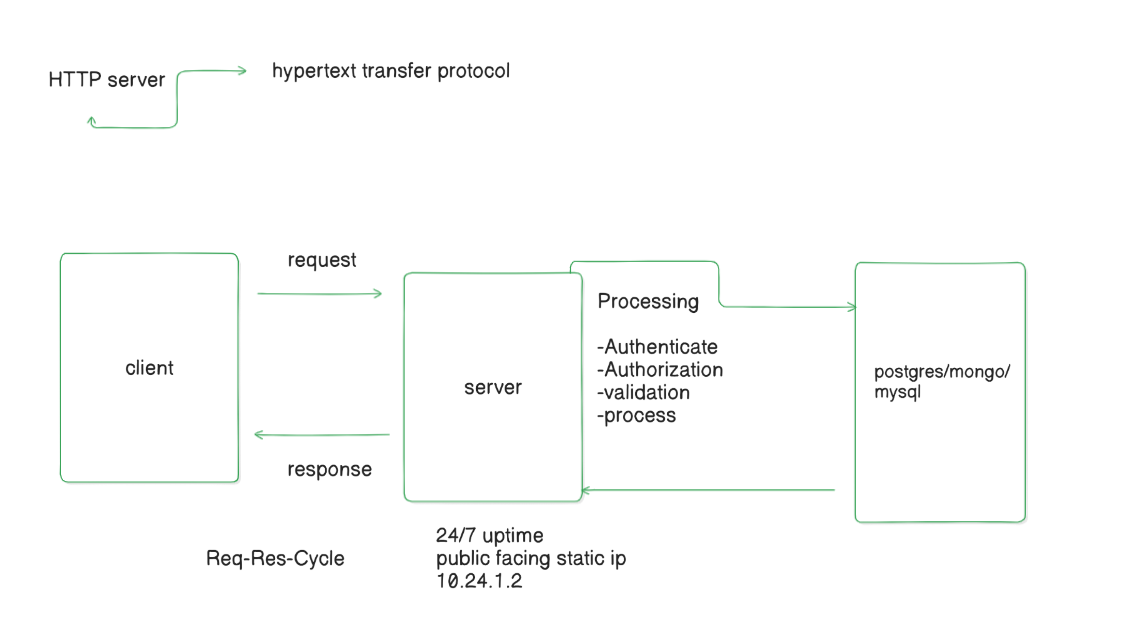 HTTP server
hypertext transfer protocol
request
client
response
server
Processing
-Authenticate
-Authorization
-validation
-process
postgres/mongo/
mysql
Req-Res-Cycle
24/7 uptime
public facing static ip
10.24.1.2